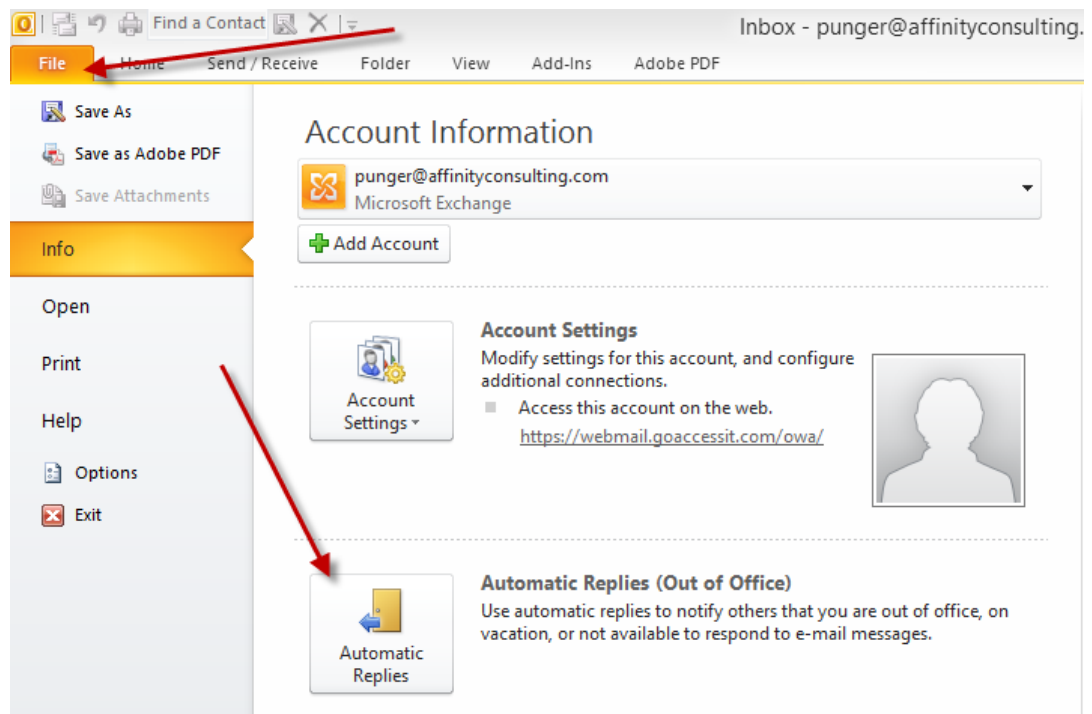 Find a Contact
Inbox - punger@affinityconsulting.
File Home Send / Receive Folder View Add-Ins Adobe PDF
Save As
Save as Adobe PDF
Save Attachments
Info
Open
Print
Help
Options
Exit
Account Information
punger@affinityconsulting.com
Microsoft Exchange
Add Account
Account
Settings
Account Settings
Modify settings for this account, and configure
additional connections.
Access this account on the web.
https://webmail.goaccessit.com/owa/
Automatic
Replies
Automatic Replies (Out of Office)
Use automatic replies to notify others that you are out of office, on
vacation, or not available to respond to e-mail messages.